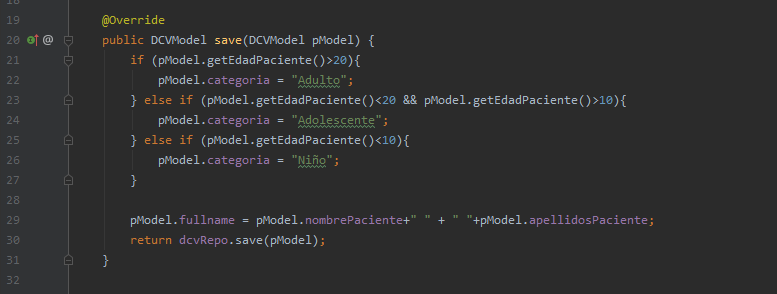 19 @Override
20 @ public DCVModel save(DCVModel pModel) {
21 if (pModel.getEdadPaciente()>20){
22 pModel.categoria = "Adulto";
23 } else if (pModel.getEdadPaciente()<20 && pModel.getEdadPaciente()>10){
24 pModel.categoria = "Adolescente";
25 } else if (pModel.getEdadPaciente()<10){
26 pModel.categoria = "Niño";
27 }
28
29 pModel.fullname = pModel.nombrePaciente+" " + " "+pModel.apellidosPaciente;
30 return dcvRepo.save(pModel);
31 }
32